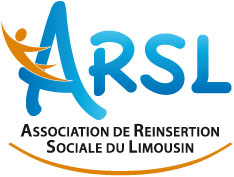 ARSL
ASSOCIATION DE REINSERTION
SOCIALE DU LIMOUSIN